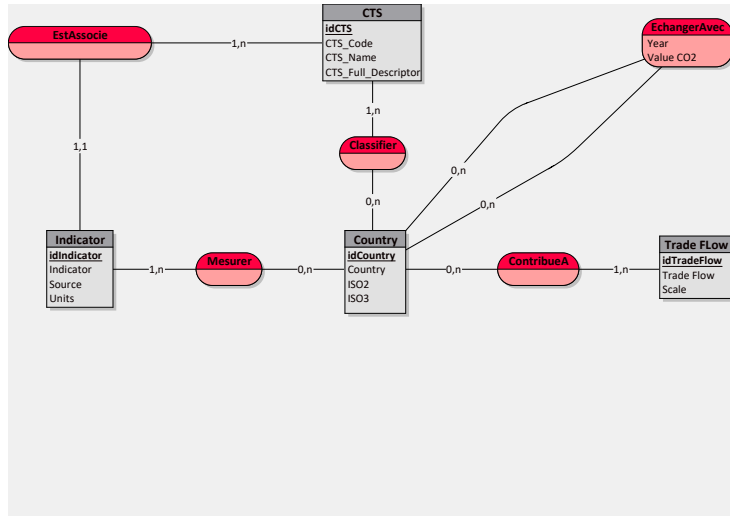 CTS
idCTS
CTS_Code
CTS_Name
CTS_Full_Descriptor
EstAssocie
EchangerAvec
Year
Value CO2
1,n
1,n
1,1
Classifier
0,n
0,n
0,n
Indicator
idIndicator
Indicator
Source
Units
1,n
Mesurer
0,n
Country
idCountry
Country
ISO2
ISO3
0,n
ContribueA
1,n
Trade FLow
idTradeFlow
Trade Flow
Scale